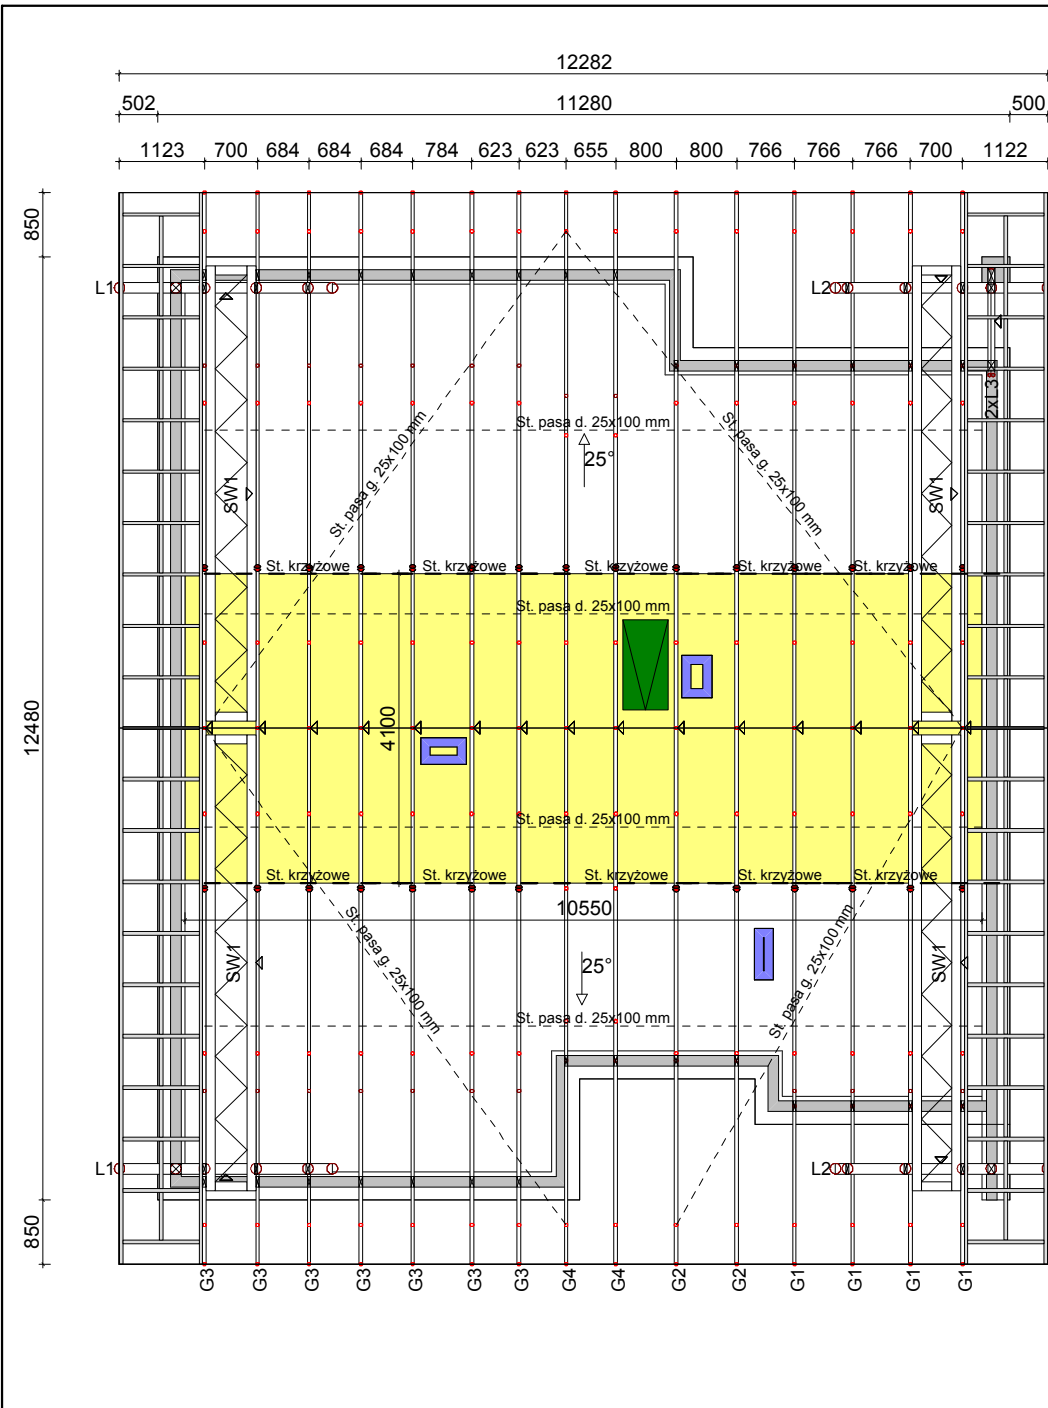 12282
502 11280 500
1123 700 684 684 684 784 623 623 655 800 800 766 766 766 700 1122
850
L1 L2
2xL3
St. pasa d. 25x100 mm
St. pasa g. 25x100 mm St. pasa g. 25x100 mm
25°
SW1 SW1
St. krzyżowe St. krzyżowe St. krzyżowe St. krzyżowe St. krzyżowe St. krzyżowe
St. pasa d. 25x100 mm
12480
4100
St. pasa d. 25x100 mm
St. krzyżowe St. krzyżowe St. krzyżowe St. krzyżowe St. krzyżowe St. krzyżowe
10550
St. pasa g. 25x100 mm St. pasa g. 25x100 mm
SW1 25° SW1
St. pasa d. 25x100 mm
L1 L2
850
G3 G3 G3 G3 G3 G3 G3 G4 G4 G2 G2 G1 G1 G1 G1